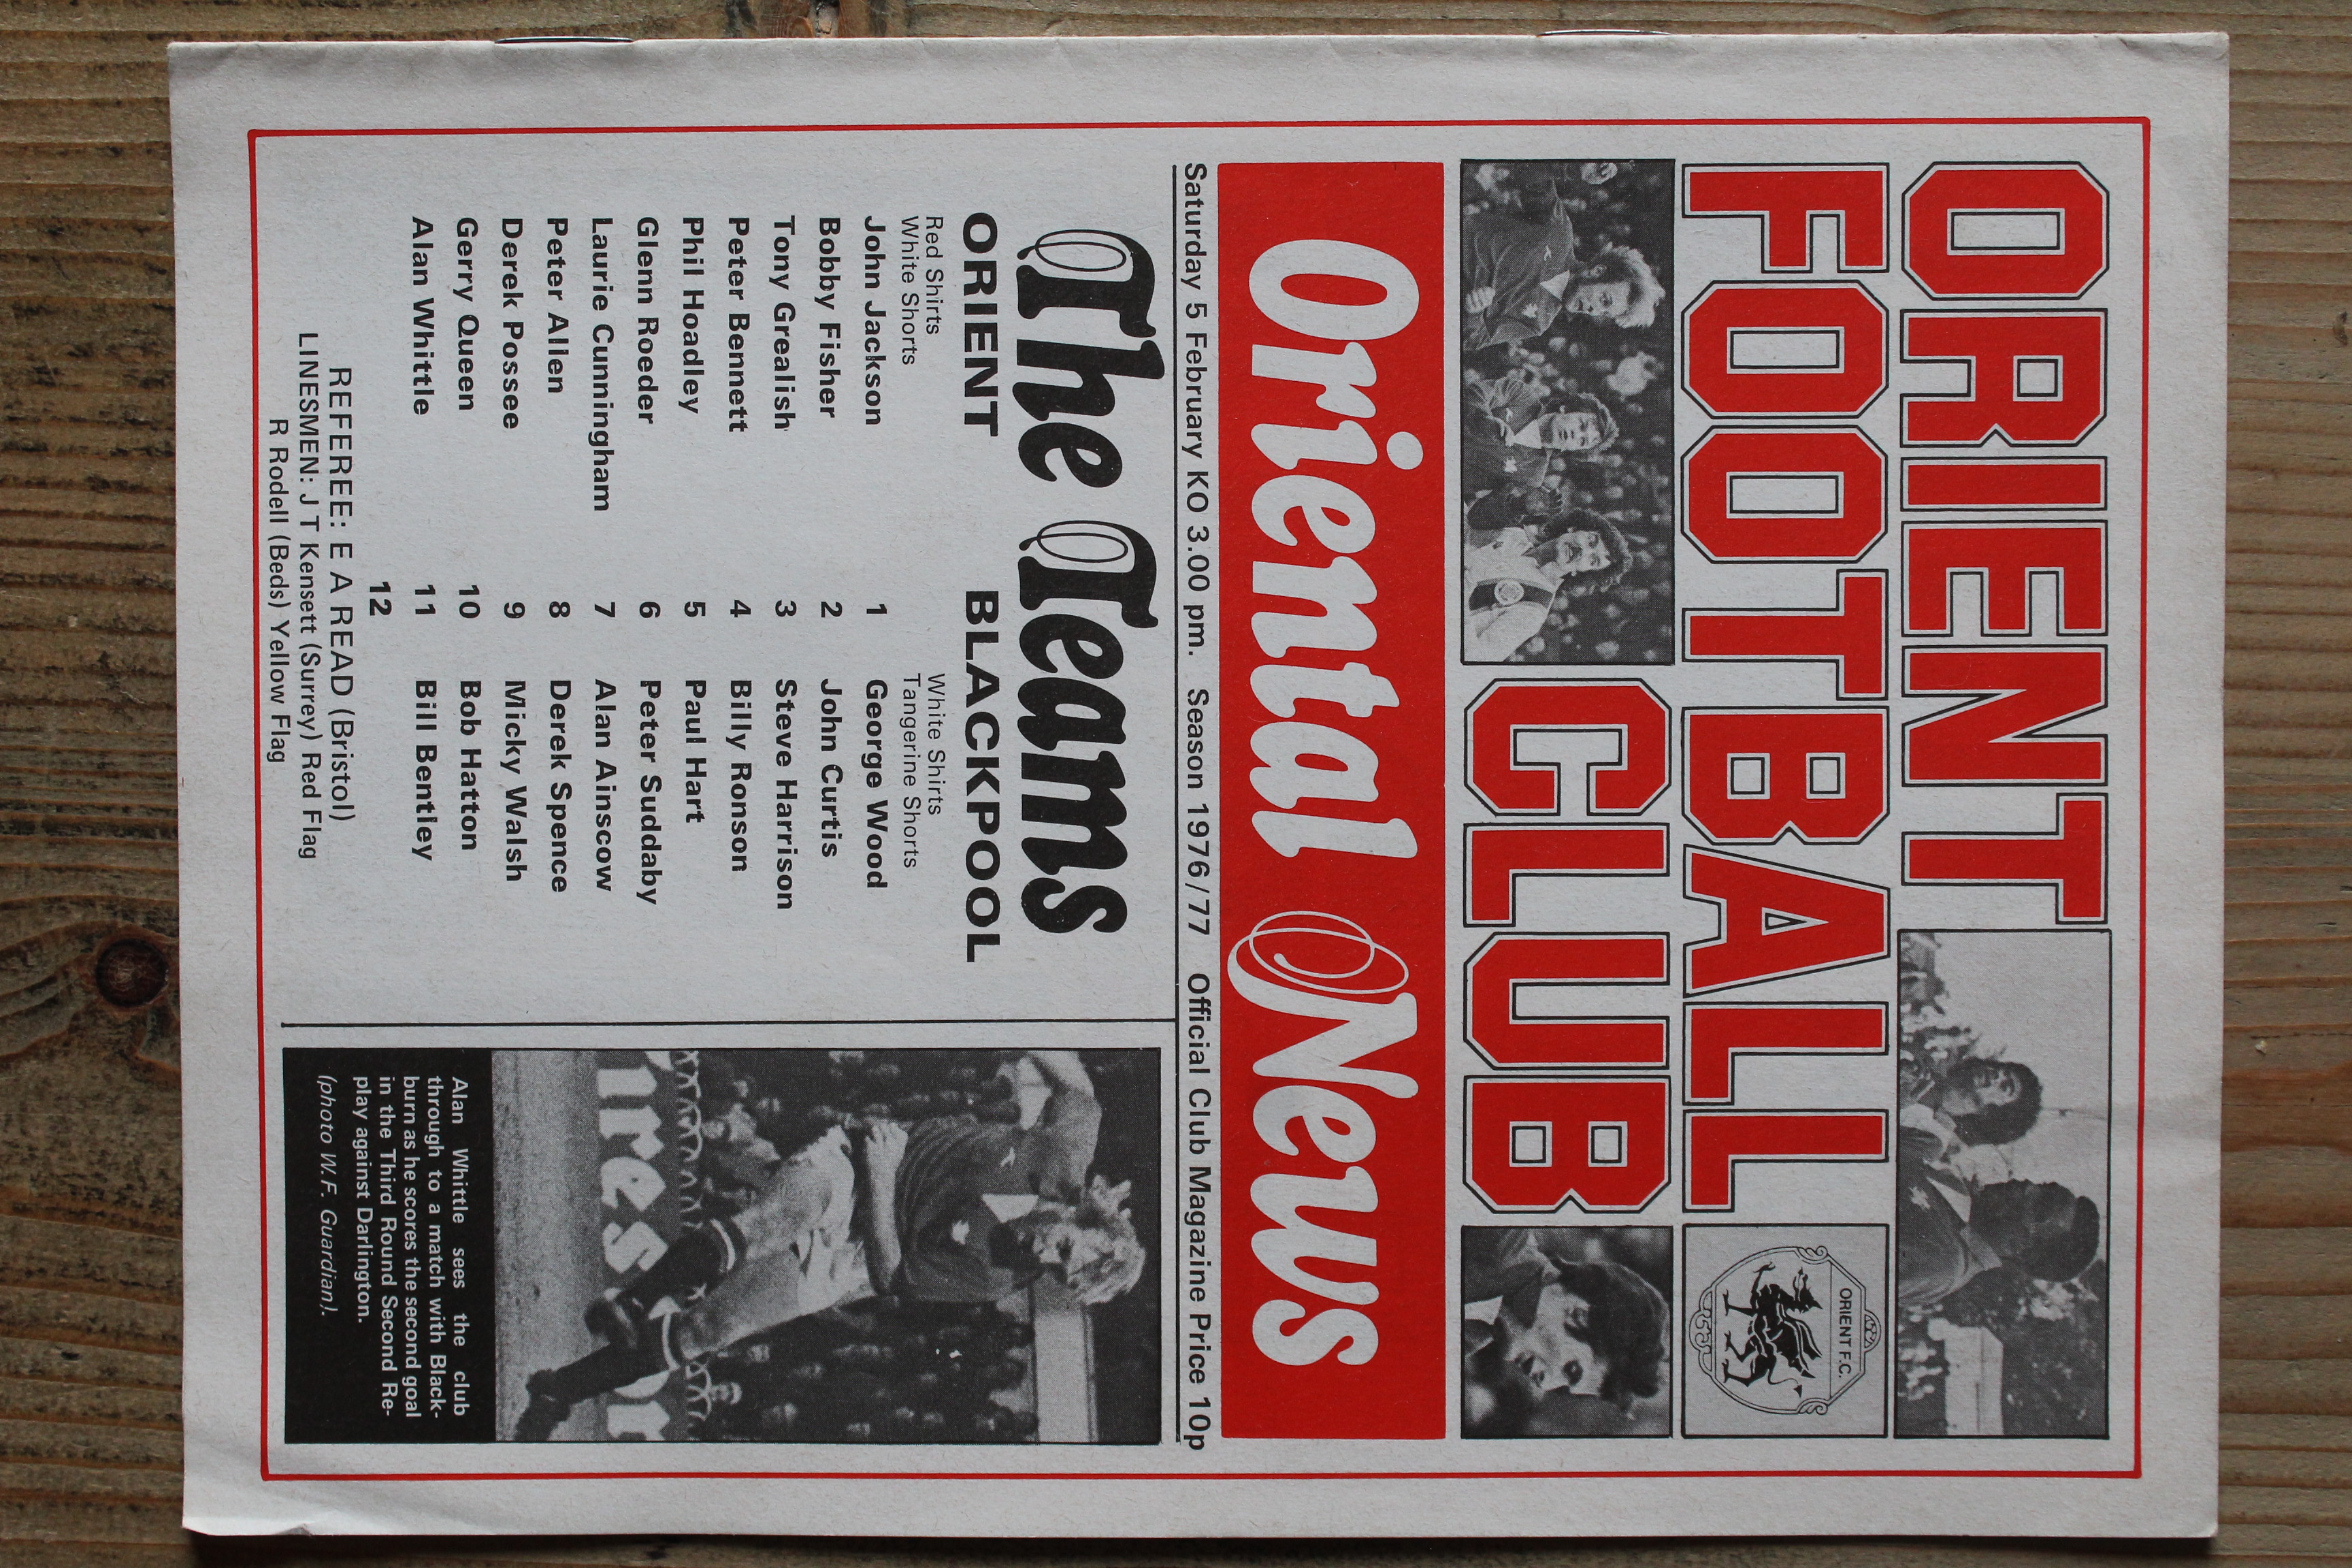 ORIENT
FOOTBALL
ORIENT F.C.
CLUB
Oriental News
Saturday 5 February KO 3.00 pm. Season 1976/77 Official Club Magazine Price 10p
The Teams
ORIENT BLACKPOOL
Red Shirts White Shirts
White Shorts Tangerine Shorts
John Jackson 1 George Wood
Bobby Fisher 2 John Curtis
Tony Grealish 3 Steve Harrison
Peter Bennett 4 Billy Ronson
Phil Hoadley 5 Paul Hart
Glenn Roeder 6 Peter Suddaby
Laurie Cunningham 7 Alan Ainscow
Peter Allen 8 Derek Spence
Derek Possee 9 Micky Walsh
Gerry Queen 10 Bob Hatton
Alan Whittle 11 Bill Bentley
12
REFEREE: E A READ (Bristol)
LINESMEN: J T Kensett (Surrey) Red Flag
R Rodell (Beds) Yellow Flag
Alan Whittle sees the club
through to a match with Black-
burn as he scores the second goal
in the Third Round Second Re-
play against Darlington.
(photo W.F. Guardian).